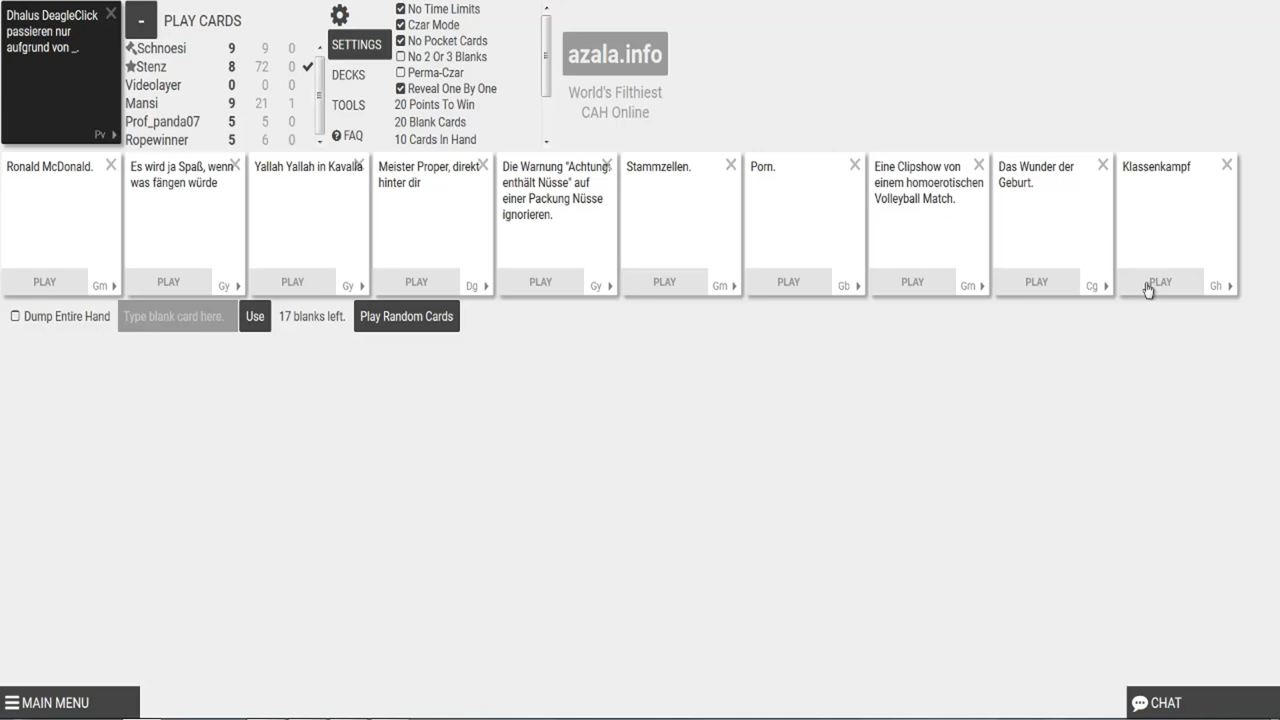 Dhalus DeagleClick
passieren nur
aufgrund von _.
Pv
-
PLAY CARDS
Schnoesi 9 9 0
Stenz 8 72 0
Videolayer 0 0 0
Mansi 9 21 1
Prof_panda07 5 5 0
Ropewinner 5 6 0
SETTINGS
DECKS
TOOLS
FAQ
No Time Limits
Czar Mode
No Pocket Cards
No 2 Or 3 Blanks
Perma-Czar
Reveal One By One
20 Points To Win
20 Blank Cards
10 Cards In Hand
azala.info
World's Filthiest
CAH Online
Ronald McDonald.
PLAY
Gm
Es wird ja Spaß, wenn
was fängen würde
PLAY
Gy
Yallah Yallah in Kavalla
PLAY
Gy
Meister Proper, direkt
hinter dir
PLAY
Dg
Die Warnung "Achtung:
enthält Nüsse" auf
einer Packung Nüsse
ignorieren.
PLAY
Gy
Stammzellen.
PLAY
Gm
Porn.
PLAY
Gb
Eine Clipshow von
einem homoerotischen
Volleyball Match.
PLAY
Gm
Das Wunder der
Geburt.
PLAY
Cg
Klassenkampf
PLAY
Gh
Dump Entire Hand
Type blank card here.
Use
17 blanks left.
Play Random Cards
MAIN MENU
CHAT